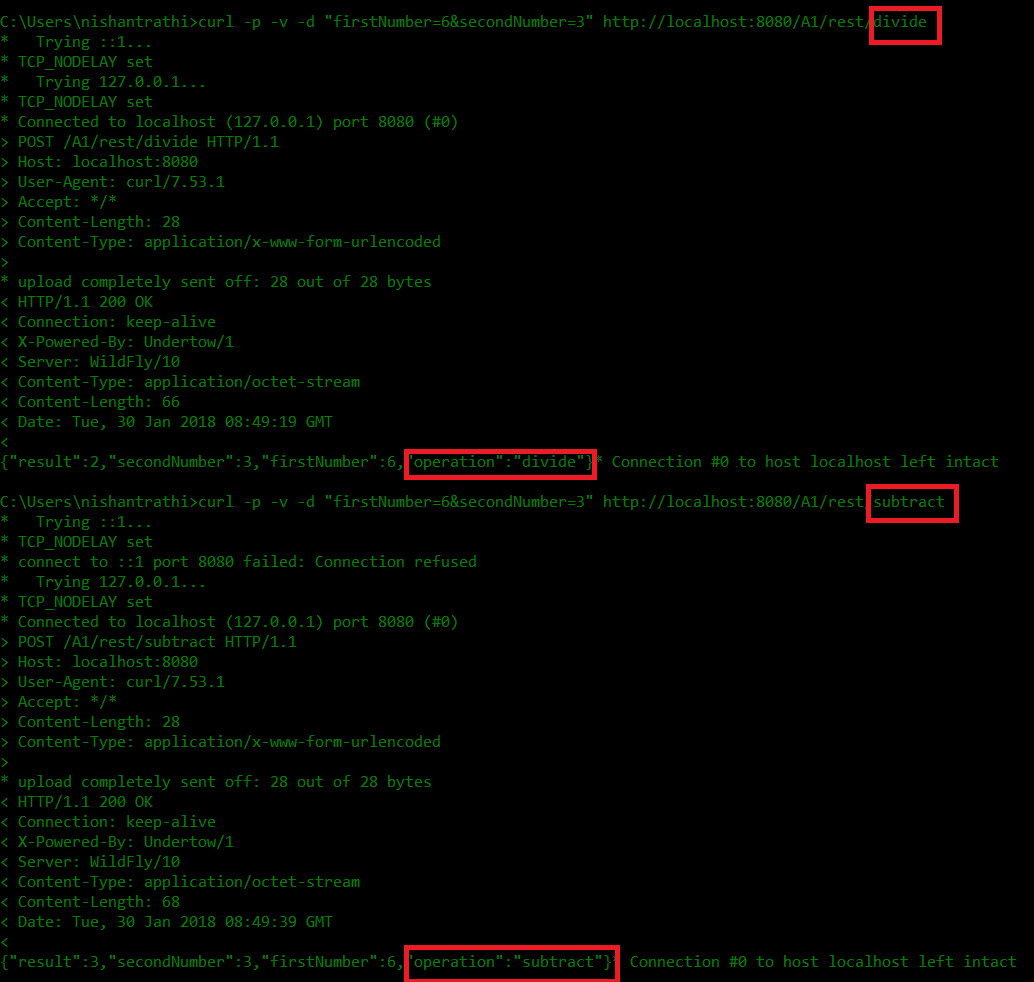 C:\Users\nishantrathi>curl -p -v -d "firstNumber=6&secondNumber=3" http://localhost:8080/A1/rest/divide
*   Trying ::1...
* TCP_NODELAY set
*   Trying 127.0.0.1...
* TCP_NODELAY set
* Connected to localhost (127.0.0.1) port 8080 (#0)
> POST /A1/rest/divide HTTP/1.1
> Host: localhost:8080
> User-Agent: curl/7.53.1
> Accept: */*
> Content-Length: 28
> Content-Type: application/x-www-form-urlencoded
>
* upload completely sent off: 28 out of 28 bytes
< HTTP/1.1 200 OK
< Connection: keep-alive
< X-Powered-By: Undertow/1
< Server: WildFly/10
< Content-Type: application/octet-stream
< Content-Length: 66
< Date: Tue, 30 Jan 2018 08:49:19 GMT
<
{"result":2,"secondNumber":3,"firstNumber":6,"operation":"divide"}* Connection #0 to host localhost left intact
C:\Users\nishantrathi>curl -p -v -d "firstNumber=6&secondNumber=3" http://localhost:8080/A1/rest/subtract
*   Trying ::1...
* TCP_NODELAY set
* connect to ::1 port 8080 failed: Connection refused
*   Trying 127.0.0.1...
* TCP_NODELAY set
* Connected to localhost (127.0.0.1) port 8080 (#0)
> POST /A1/rest/subtract HTTP/1.1
> Host: localhost:8080
> User-Agent: curl/7.53.1
> Accept: */*
> Content-Length: 28
> Content-Type: application/x-www-form-urlencoded
>
* upload completely sent off: 28 out of 28 bytes
< HTTP/1.1 200 OK
< Connection: keep-alive
< X-Powered-By: Undertow/1
< Server: WildFly/10
< Content-Type: application/octet-stream
< Content-Length: 68
< Date: Tue, 30 Jan 2018 08:49:39 GMT
<
{"result":3,"secondNumber":3,"firstNumber":6,"operation":"subtract"}* Connection #0 to host localhost left intact